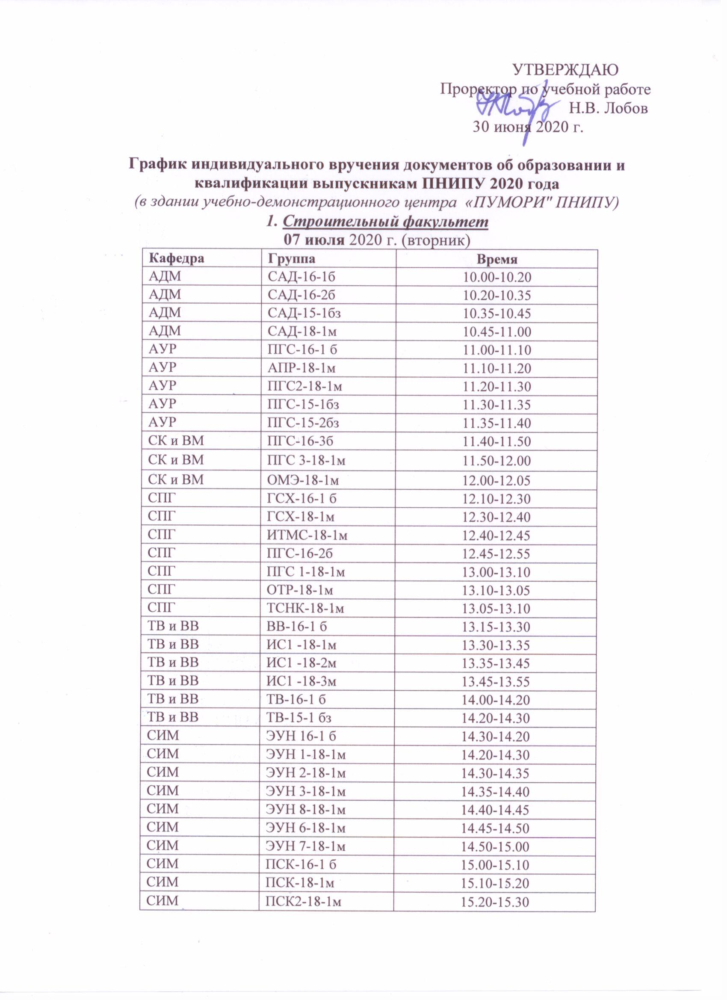 УТВЕРЖДАЮ
Проректор по учебной работе
Н.В. Лобов
30 июня 2020 г.
График индивидуального вручения документов об образовании и
квалификации выпускникам ПНИПУ 2020 года
(в здании учебно-демонстрационного центра «ПУМОРИ" ПНИПУ)
1. Строительный факультет
07 июля 2020 г. (вторник)
Кафедра Группа Время
АДМ САД-16-1б 10.00-10.20
АДМ САД-16-2б 10.20-10.35
АДМ САД-15-1бз 10.35-10.45
АДМ САД-18-1м 10.45-11.00
АУР ПГС-16-1 б 11.00-11.10
АУР АПР-18-1м 11.10-11.20
АУР ПГС2-18-1м 11.20-11.30
АУР ПГС-15-1бз 11.30-11.35
АУР ПГС-15-2бз 11.35-11.40
СК и ВМ ПГС-16-3б 11.40-11.50
СК и ВМ ПГС 3-18-1м 11.50-12.00
СК и ВМ ОМЭ-18-1м 12.00-12.05
СПГ ГСХ-16-1 б 12.10-12.30
СПГ ГСХ-18-1м 12.30-12.40
СПГ ИТМС-18-1м 12.40-12.45
СПГ ПГС-16-2б 12.45-12.55
СПГ ПГС 1-18-1м 13.00-13.10
СПГ ОТР-18-1м 13.10-13.05
СПГ ТСНК-18-1м 13.05-13.10
ТВ и ВВ ВВ-16-1 б 13.15-13.30
ТВ и ВВ ИС1 -18-1м 13.30-13.35
ТВ и ВВ ИС1 -18-2м 13.35-13.45
ТВ и ВВ ИС1 -18-3м 13.45-13.55
ТВ и ВВ ТВ-16-1 б 14.00-14.20
ТВ и ВВ ТВ-15-1 бз 14.20-14.30
СИМ ЭУН 16-1 б 14.30-14.20
СИМ ЭУН 1-18-1м 14.20-14.30
СИМ ЭУН 2-18-1м 14.30-14.35
СИМ ЭУН 3-18-1м 14.35-14.40
СИМ ЭУН 8-18-1м 14.40-14.45
СИМ ЭУН 6-18-1м 14.45-14.50
СИМ ЭУН 7-18-1м 14.50-15.00
СИМ ПСК-16-1 б 15.00-15.10
СИМ ПСК-18-1м 15.10-15.20
СИМ ПСК2-18-1м 15.20-15.30